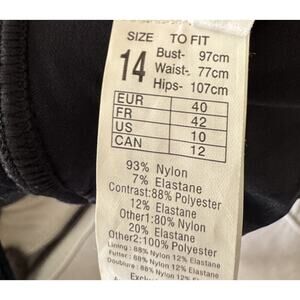 SIZE TO FIT
14 Bust- 97cm
Waist- 77cm
Hips- 107cm
EUR 40
FR 42
US 10
CAN 12
93% Nylon
7% Elastane
Contrast:88% Polyester
12% Elastane
Other1:80% Nylon
20% Elastane
Other2:100% Polyester
Lining : 88% Nylon 12% Elastane
Futter : 88% Nylon 12% Elastane
Doublure : 88% Nylon 12% Elastane